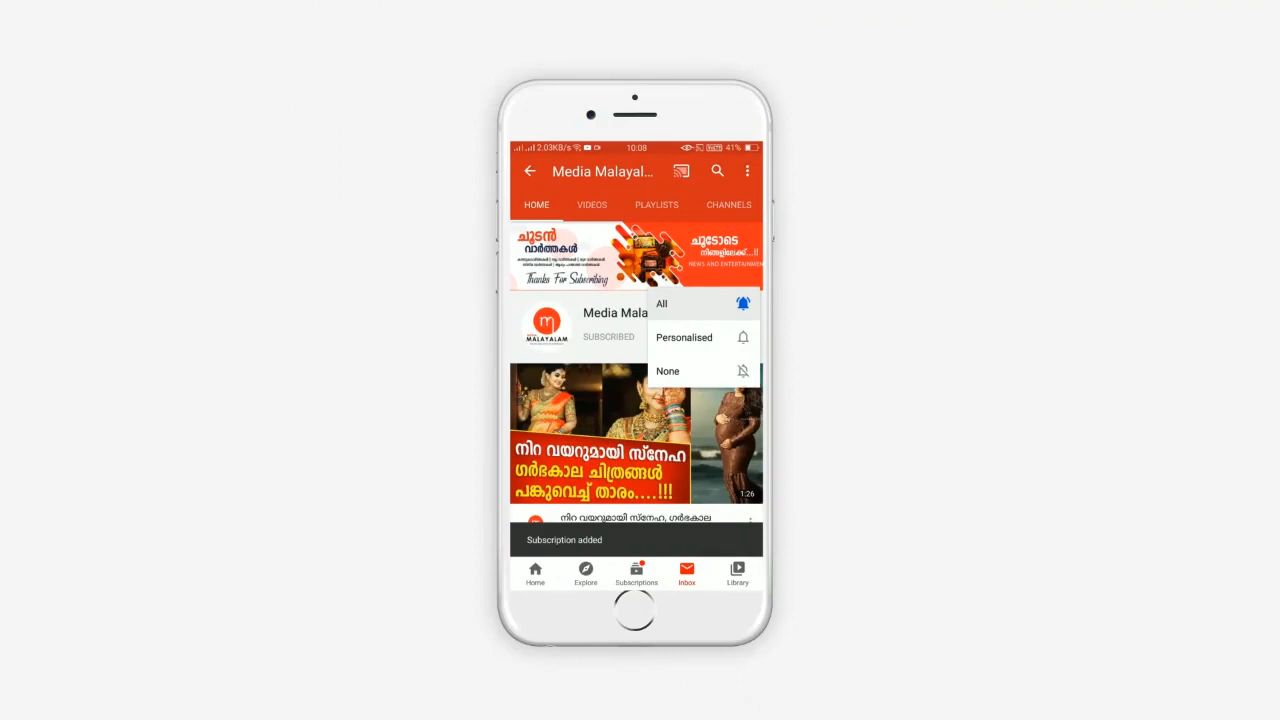 2.03KB/s
10:08
41%
Media Malayal...
HOME
VIDEOS
PLAYLISTS
CHANNELS
ചൂടൻ
വാർത്തകൾ
Thanks For Subscribing
ചൂടോടെ
നിങ്ങളിലേക്ക്...!!
NEWS AND ENTERTAINMEN
All
Media Mala
MALAYALAM
SUBSCRIBED
Personalised
None
നിറ വയറുമായി സ്നേഹ
ഗർഭകാല ചിത്രങ്ങൾ
പങ്കുവെച്ച് താരം....!!!
1:26
നിറ വയറുമായി സ്നേഹ, ഗർഭകാല
Subscription added
Home
Explore
Subscriptions
Inbox
Library